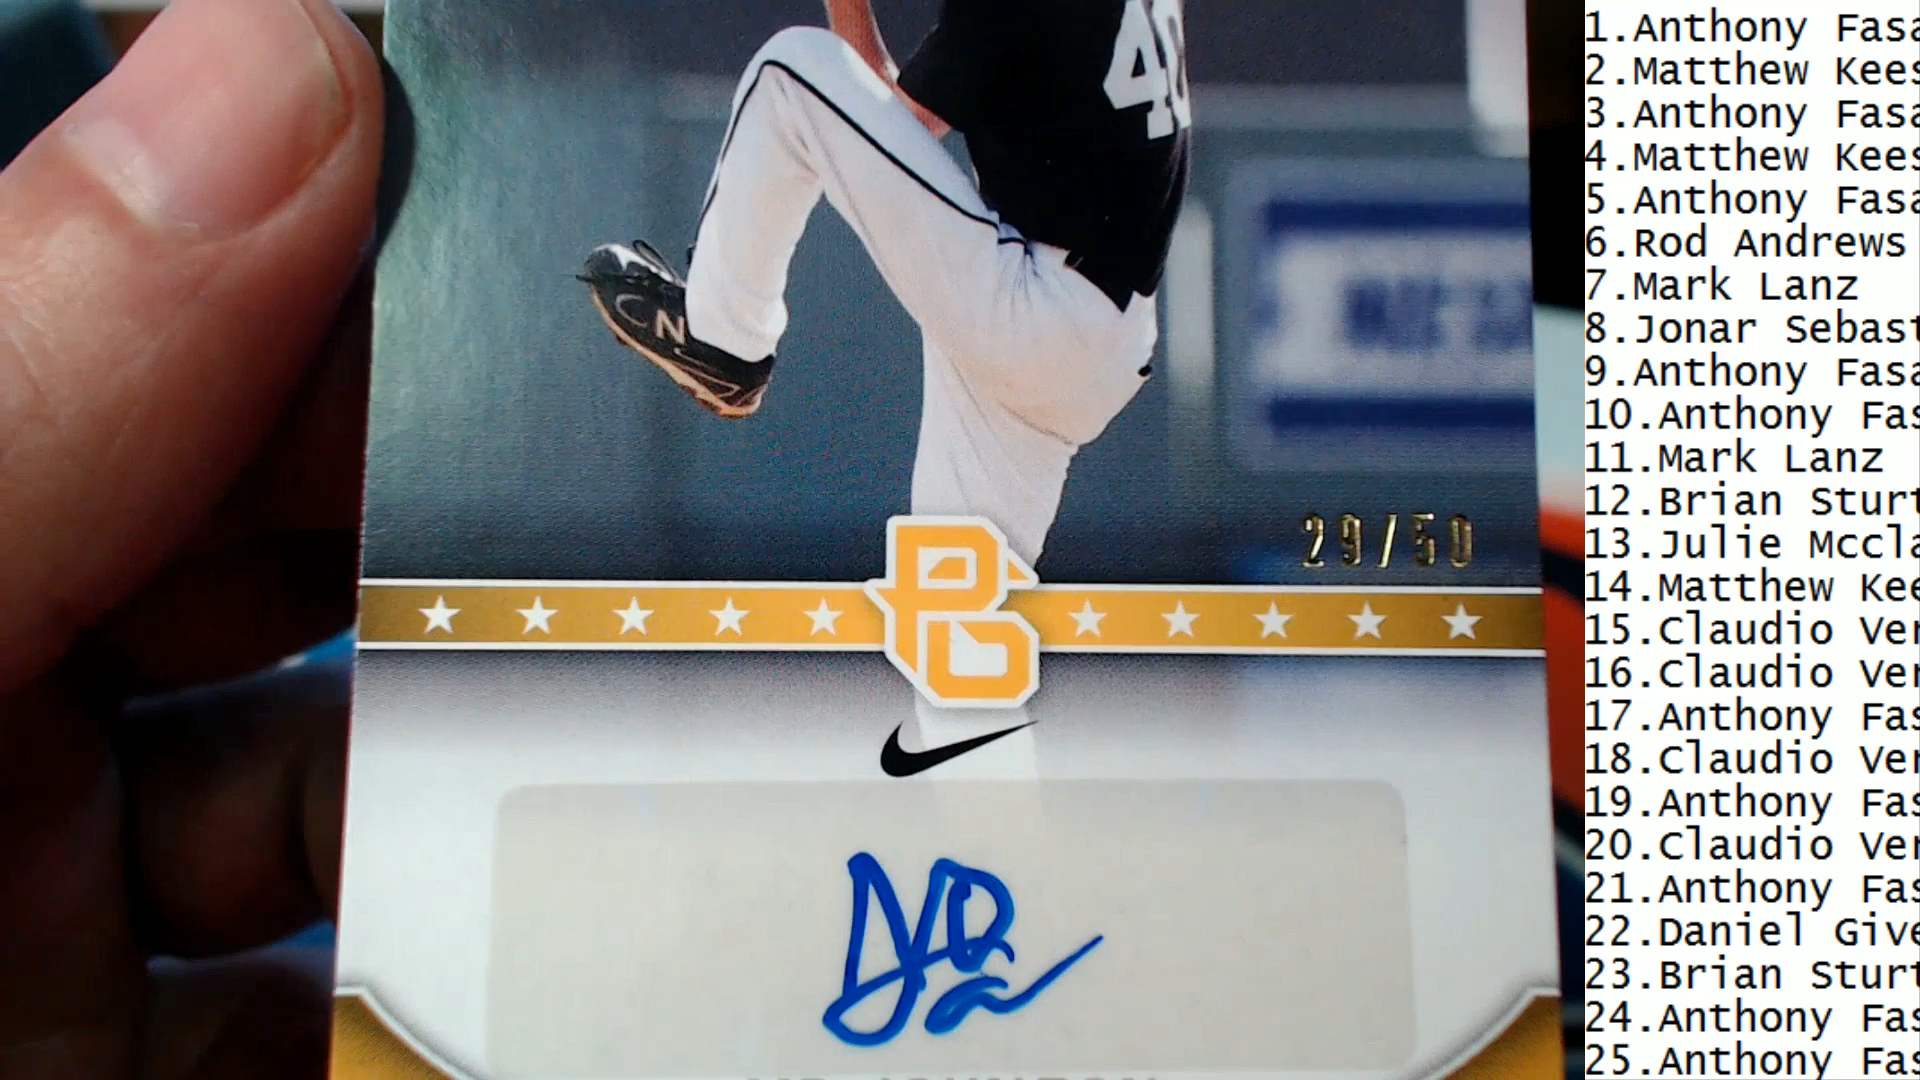 40
N
29/50
PG
1.Anthony Fasa
2.Matthew Kees
3.Anthony Fasa
4.Matthew Kees
5.Anthony Fasa
6.Rod Andrews
7.Mark Lanz
8.Jonar Sebast
9.Anthony Fasa
10.Anthony Fas
11.Mark Lanz
12.Brian Sturt
13.Julie Mccla
14.Matthew Kee
15.Claudio Ver
16.Claudio Ver
17.Anthony Fas
18.Claudio Ver
19.Anthony Fas
20.Claudio Ver
21.Anthony Fas
22.Daniel Give
23.Brian Sturt
24.Anthony Fas
25.Anthony Fas